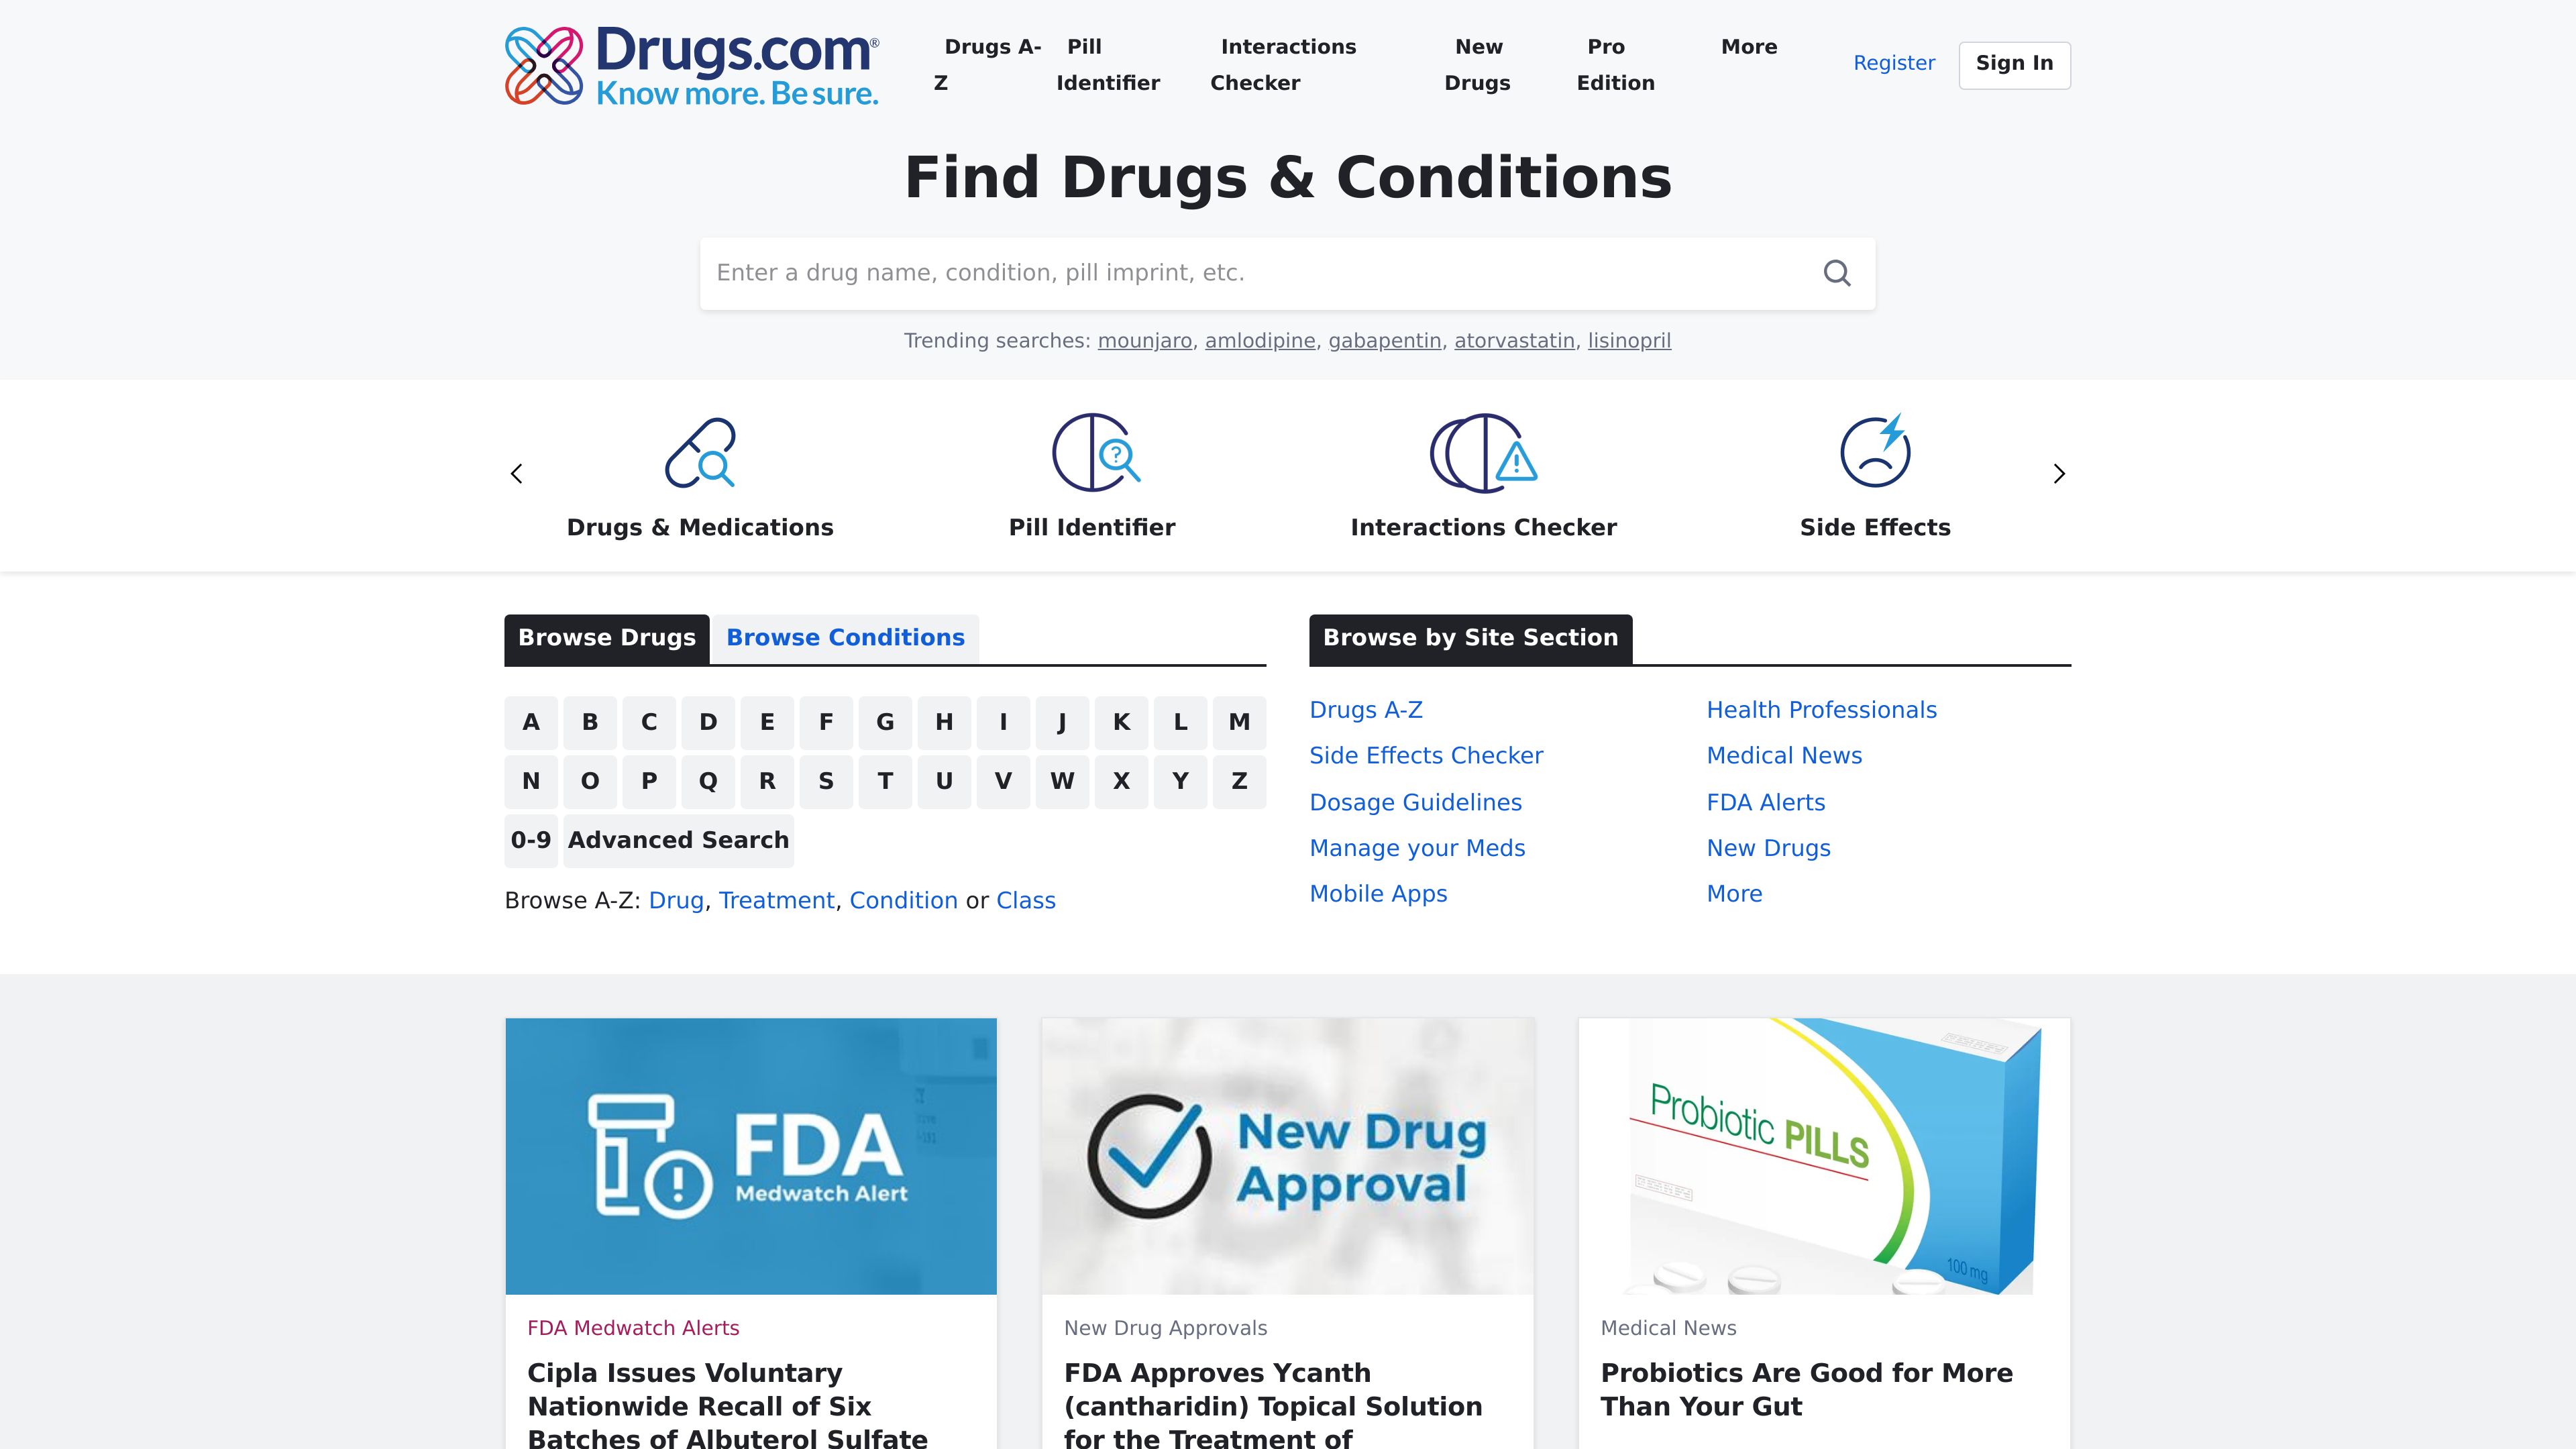 Drugs.com®
Know more. Be sure.
Drugs A-Z
Pill Identifier
Interactions Checker
New Drugs
Pro Edition
More
Register
Sign In
Find Drugs & Conditions
Enter a drug name, condition, pill imprint, etc.
Trending searches: mounjaro, amlodipine, gabapentin, atorvastatin, lisinopril
Drugs & Medications
Pill Identifier
Interactions Checker
Side Effects
Browse Drugs
Browse Conditions
A B C D E F G H I J K L M
N O P Q R S T U V W X Y Z
0-9 Advanced Search
Browse A-Z: Drug, Treatment, Condition or Class
Browse by Site Section
Drugs A-Z
Side Effects Checker
Dosage Guidelines
Manage your Meds
Mobile Apps
Health Professionals
Medical News
FDA Alerts
New Drugs
More
FDA
Medwatch Alert
FDA Medwatch Alerts
Cipla Issues Voluntary
Nationwide Recall of Six
Batches of Albuterol Sulfate
New Drug
Approval
New Drug Approvals
FDA Approves Ycanth
(cantharidin) Topical Solution
for the Treatment of
Probiotic PILLS
100 mg
Medical News
Probiotics Are Good for More
Than Your Gut